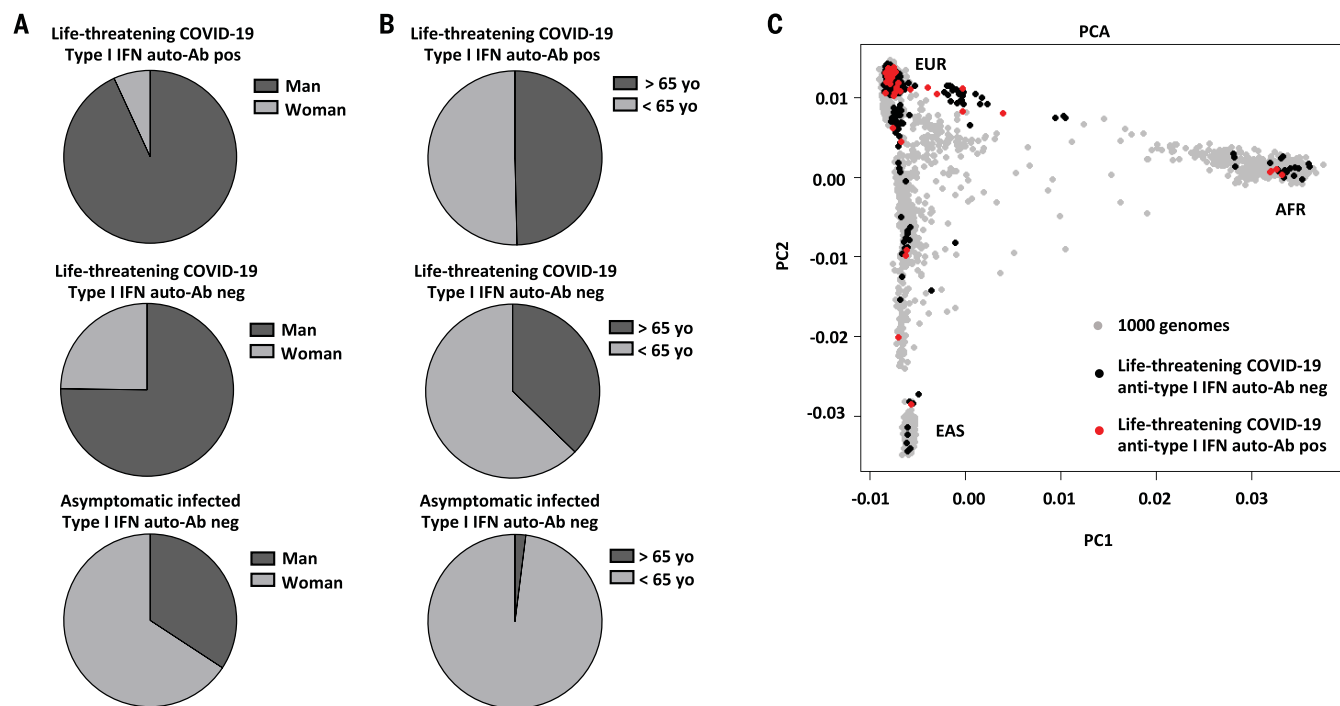 A
Life-threatening COVID-19
Type I IFN auto-Ab pos
Man
Woman
Life-threatening COVID-19
Type I IFN auto-Ab neg
Man
Woman
Asymptomatic infected
Type I IFN auto-Ab neg
Man
Woman
B
Life-threatening COVID-19
Type I IFN auto-Ab pos
> 65 yo
< 65 yo
Life-threatening COVID-19
Type I IFN auto-Ab neg
> 65 yo
< 65 yo
Asymptomatic infected
Type I IFN auto-Ab neg
> 65 yo
< 65 yo
C
PCA
EUR
AFR
EAS
1000 genomes
Life-threatening COVID-19
anti-type I IFN auto-Ab neg
Life-threatening COVID-19
anti-type I IFN auto-Ab pos
PC2
0.01
0.00
-0.01
-0.02
-0.03
-0.01 0.00 0.01 0.02 0.03
PC1